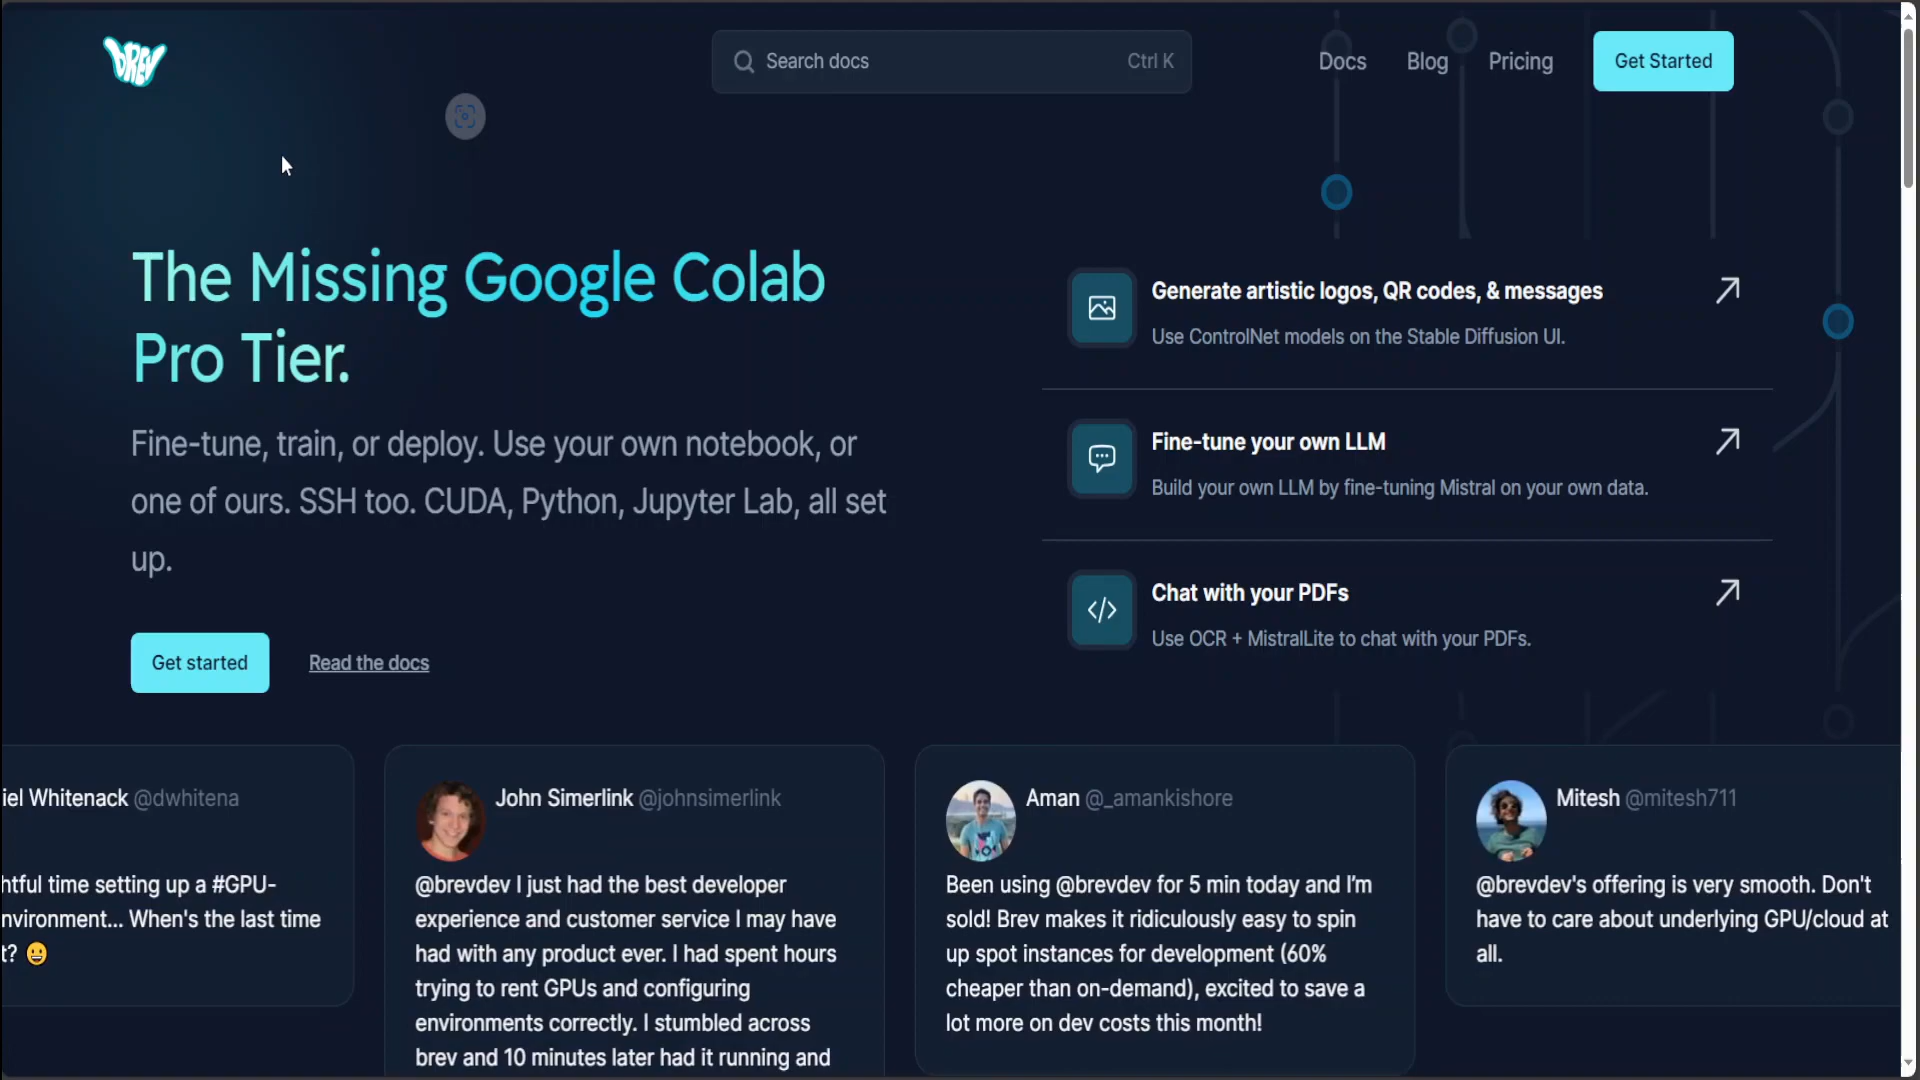 BREV
Search docs
Ctrl K
Docs
Blog
Pricing
Get Started
The Missing Google Colab
Pro Tier.
Fine-tune, train, or deploy. Use your own notebook, or
one of ours. SSH too. CUDA, Python, Jupyter Lab, all set
up.
Get started
Read the docs
Generate artistic logos, QR codes, & messages
Use ControlNet models on the Stable Diffusion UI.
Fine-tune your own LLM
Build your own LLM by fine-tuning Mistral on your own data.
Chat with your PDFs
Use OCR + MistralLite to chat with your PDFs.
iel Whitenack @dwhitena
htful time setting up a #GPU-
nvironment... When's the last time
t? 😀
John Simerlink @johnsimerlink
@brevdev I just had the best developer
experience and customer service I may have
had with any product ever. I had spent hours
trying to rent GPUs and configuring
environments correctly. I stumbled across
brev and 10 minutes later had it running and
Aman @_amankishore
Been using @brevdev for 5 min today and I’m
sold! Brev makes it ridiculously easy to spin
up spot instances for development (60%
cheaper than on-demand), excited to save a
lot more on dev costs this month!
Mitesh @mitesh711
@brevdev's offering is very smooth. Don't
have to care about underlying GPU/cloud at
all.